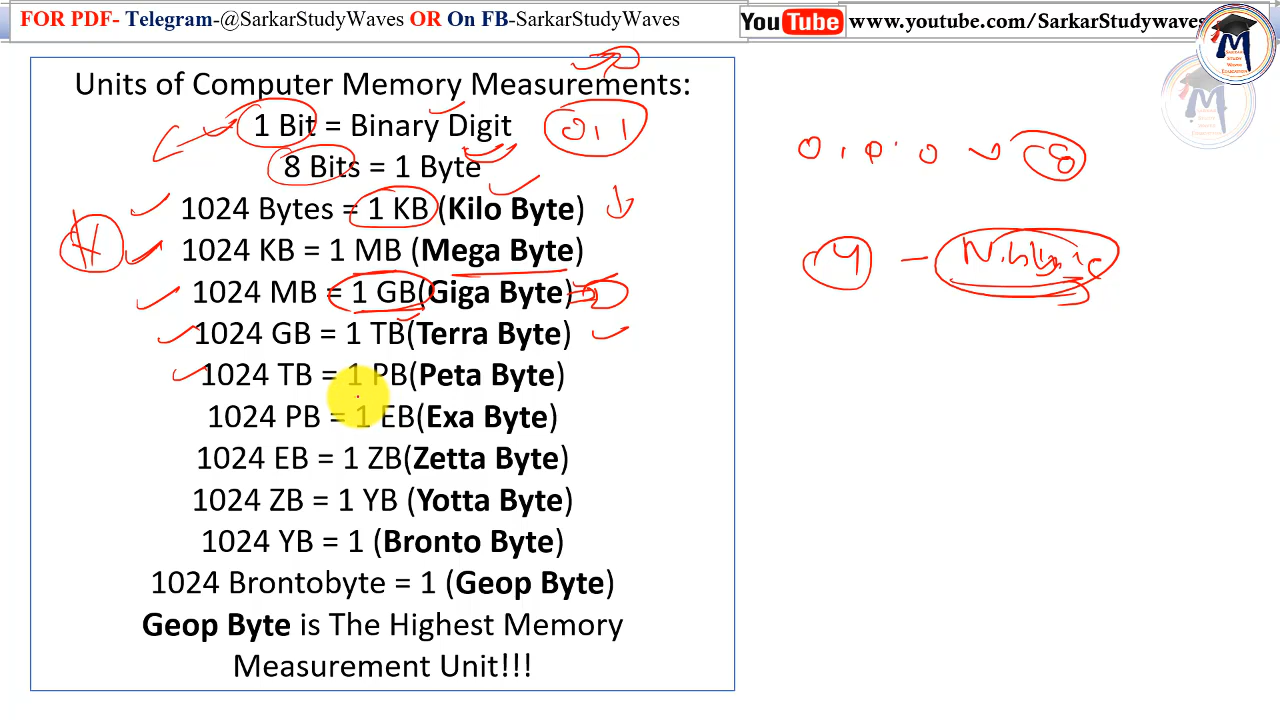 FOR PDF- Telegram-@SarkarStudyWaves OR On FB-SarkarStudyWaves
YouTube www.youtube.com/SarkarStudywaves
Units of Computer Memory Measurements:
1 Bit = Binary Digit 0, 1
8 Bits = 1 Byte
8
1024 Bytes = 1 KB (Kilo Byte)
1024 KB = 1 MB (Mega Byte)
4 -
1024 MB = 1 GB(Giga Byte)
1024 GB = 1 TB(Terra Byte)
1024 TB = 1 PB(Peta Byte)
1024 PB = 1 EB(Exa Byte)
1024 EB = 1 ZB(Zetta Byte)
1024 ZB = 1 YB (Yotta Byte)
1024 YB = 1 (Bronto Byte)
1024 Brontobyte = 1 (Geop Byte)
Geop Byte is The Highest Memory
Measurement Unit!!!